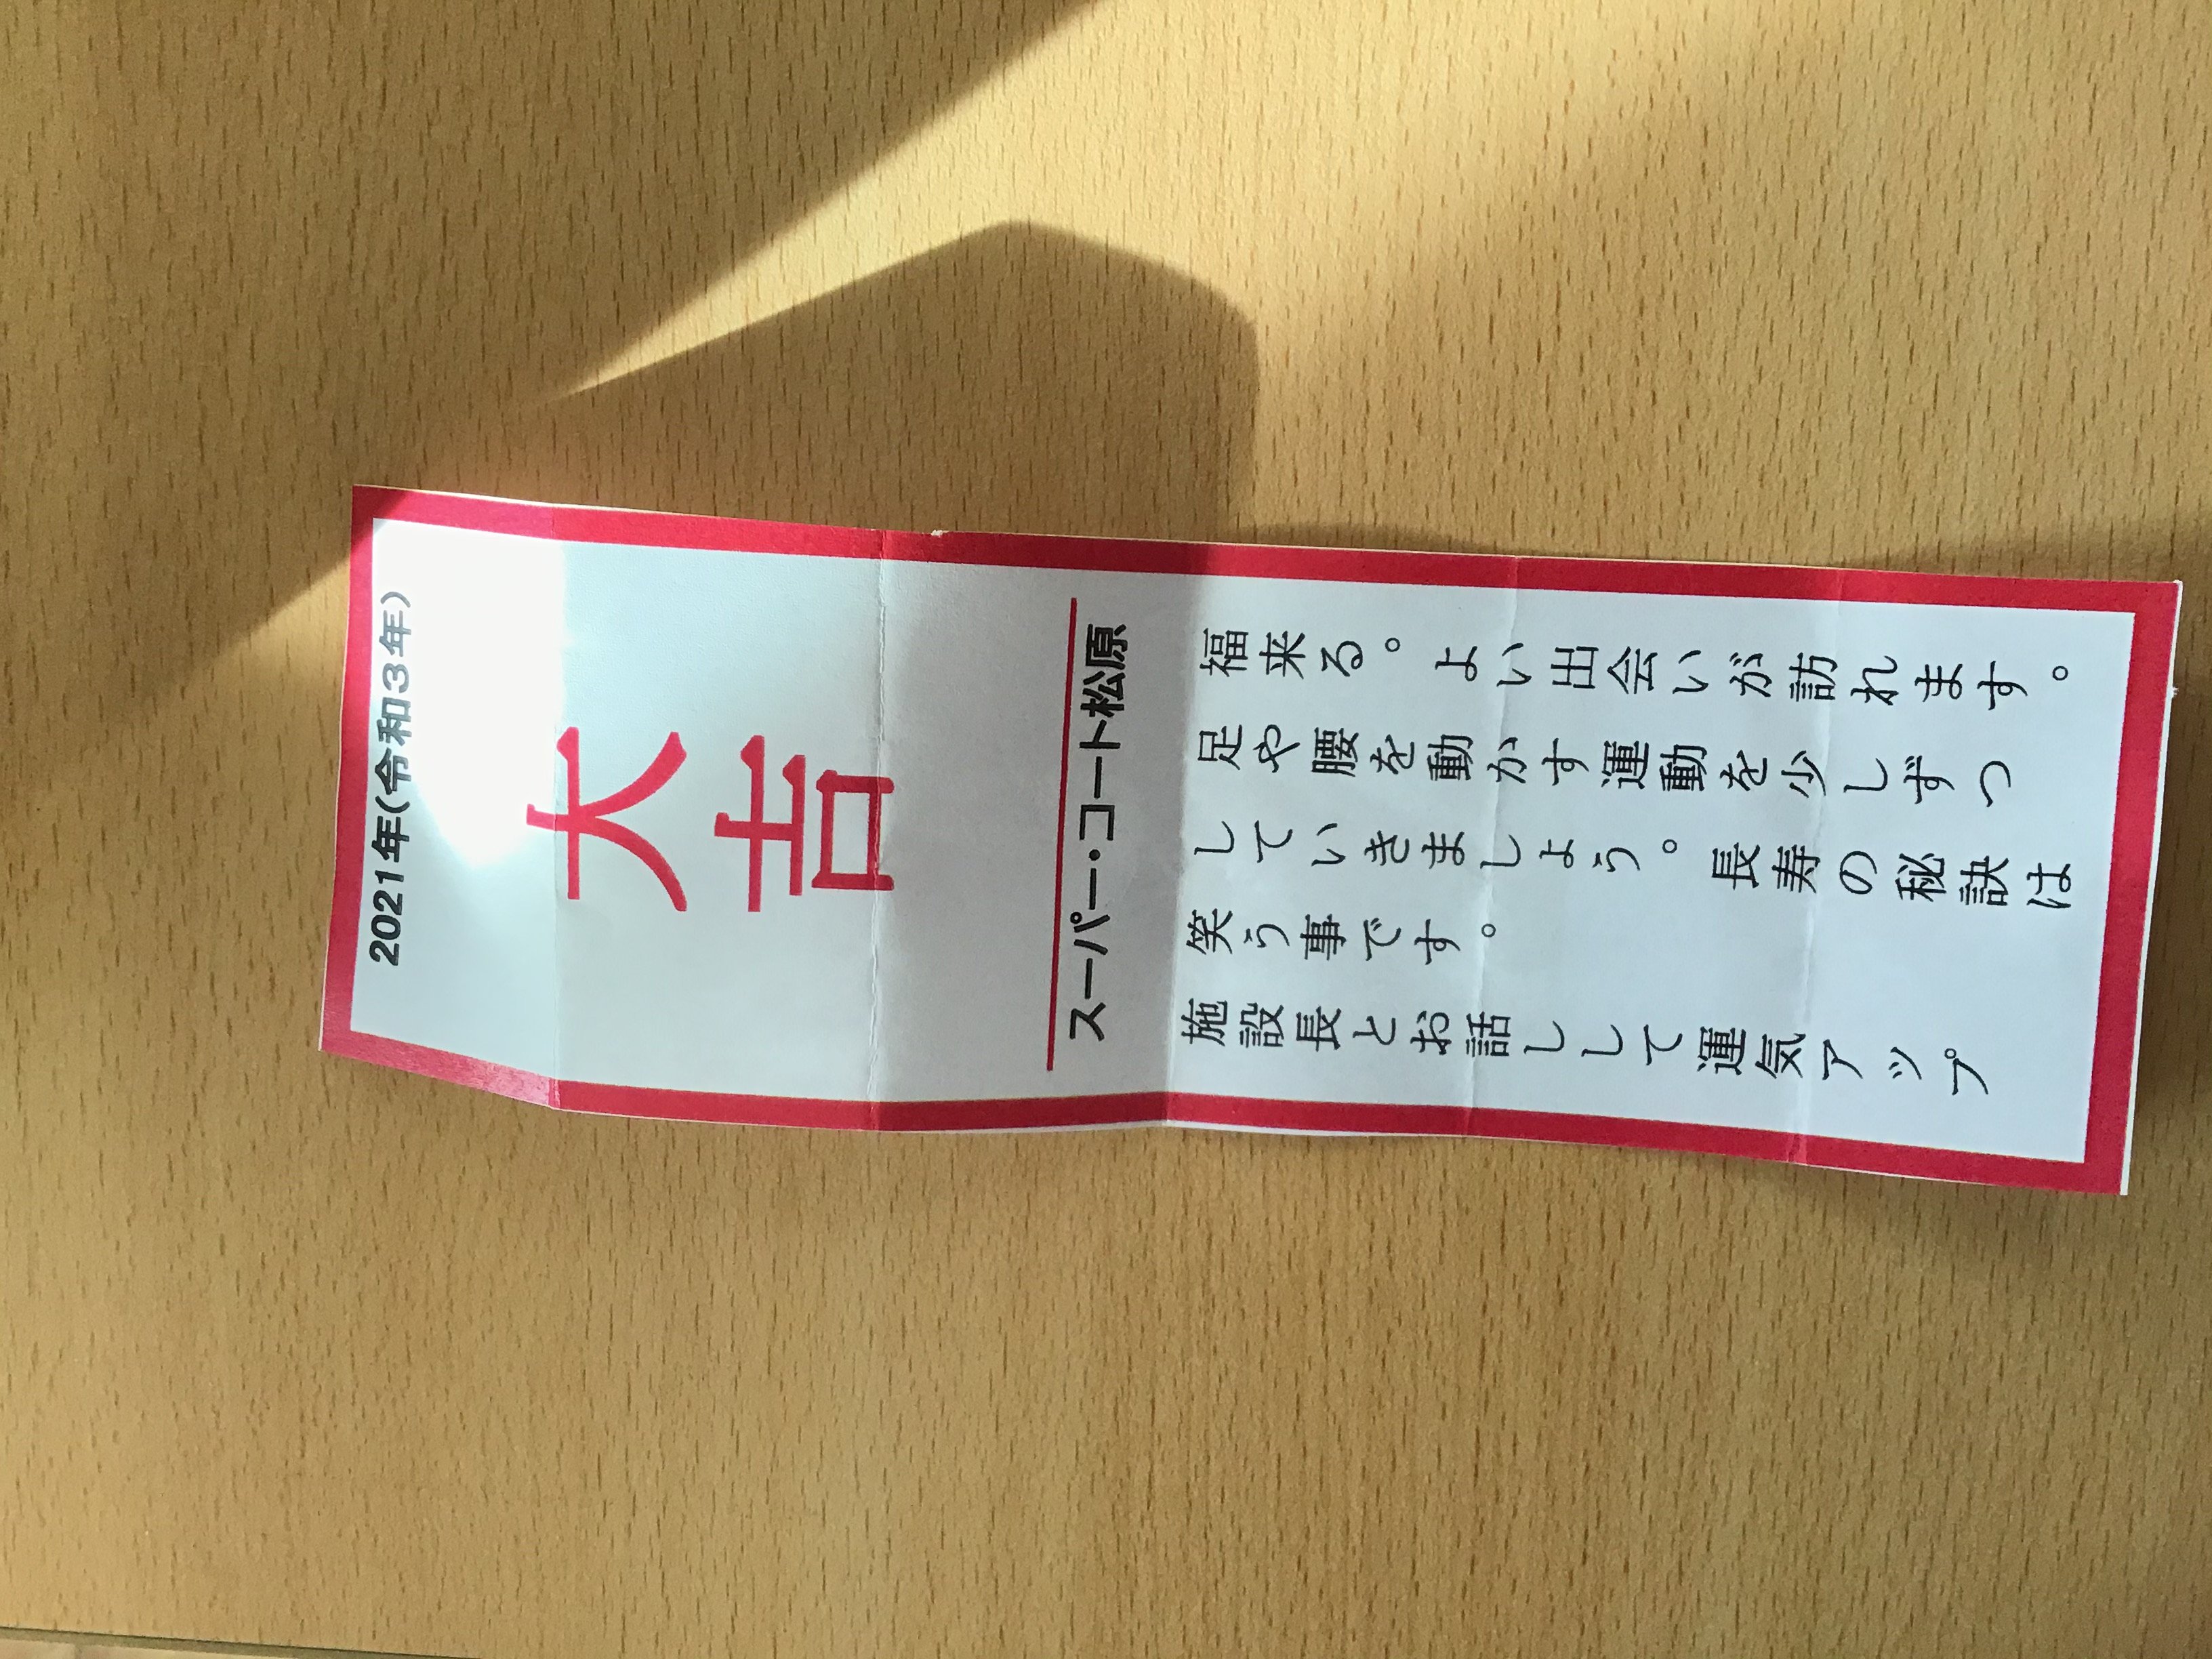 2021年(令和3年)
大吉
スーパー・コート松原
福来る。よい出会いが訪れます。
足や腰を動かす運動を少しずつ
していきましょう。長寿の秘訣は
笑う事です。
施設長とお話しして運気アップ